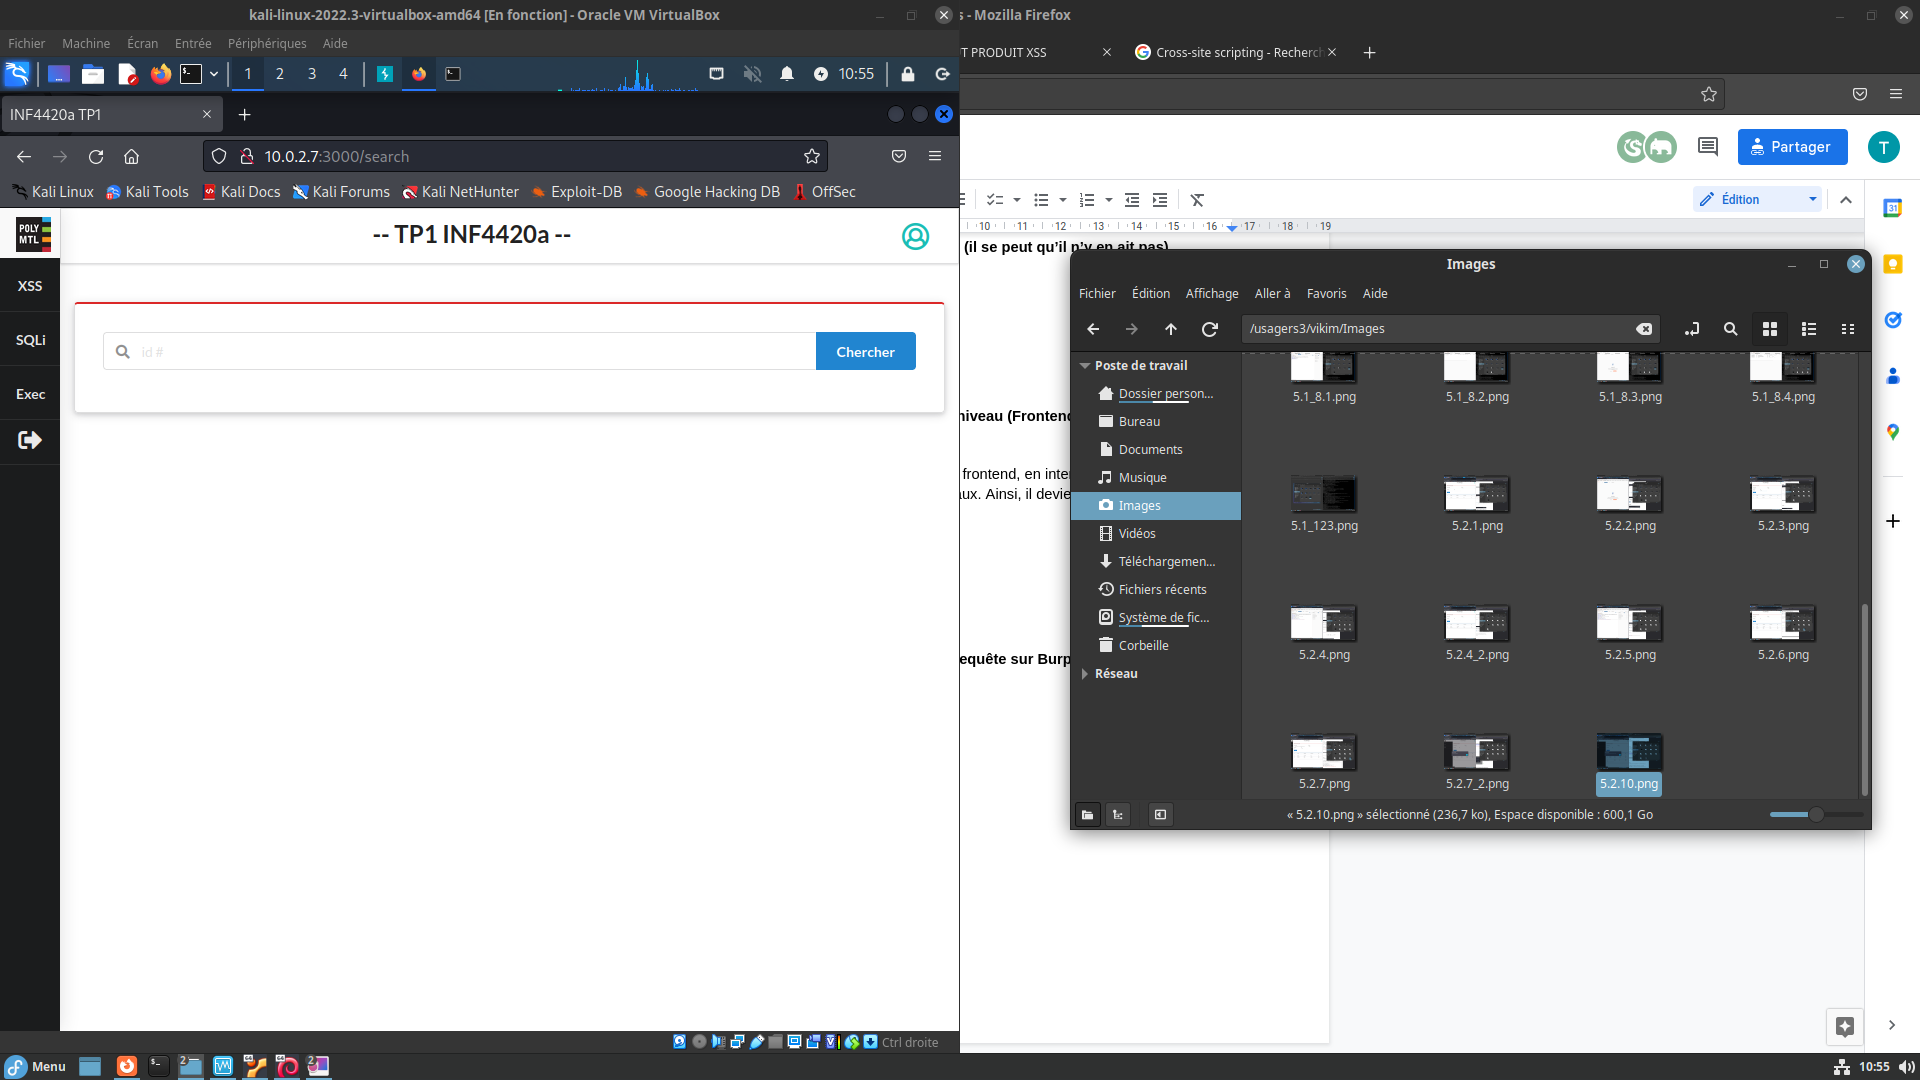 kali-linux-2022.3-virtualbox-amd64 [En fonction] - Oracle VM VirtualBox
s - Mozilla Firefox
Fichier Machine Écran Entrée Périphériques Aide
T PRODUIT XSS
Cross-site scripting - Recherch
1 2 3 4
10:55
INF4420a TP1
10.0.2.7:3000/search
Kali Linux Kali Tools Kali Docs Kali Forums Kali NetHunter Exploit-DB Google Hacking DB OffSec
Partager
T
Édition
10 11 12 13 14 15 16 17 18 19
POLY
MTL
-- TP1 INF4420a --
XSS
SQLi
Exec
id #
Chercher
(il se peut qu'il n'y en ait pas)
niveau (Frontend
frontend, en inter
aux. Ainsi, il devie
equête sur Burp
31
Images
Fichier Édition Affichage Aller à Favoris Aide
/usagers3/vikim/Images
Poste de travail
Dossier person...
Bureau
Documents
Musique
Images
Vidéos
Téléchargemen...
Fichiers récents
Système de fic...
Corbeille
Réseau
5.1_8.1.png 5.1_8.2.png 5.1_8.3.png 5.1_8.4.png
5.1_123.png 5.2.1.png 5.2.2.png 5.2.3.png
5.2.4.png 5.2.4_2.png 5.2.5.png 5.2.6.png
5.2.7.png 5.2.7_2.png 5.2.10.png
« 5.2.10.png » sélectionné (236,7 ko), Espace disponible : 600,1 Go
Ctrl droite
Menu
2
64
64
2
10:55